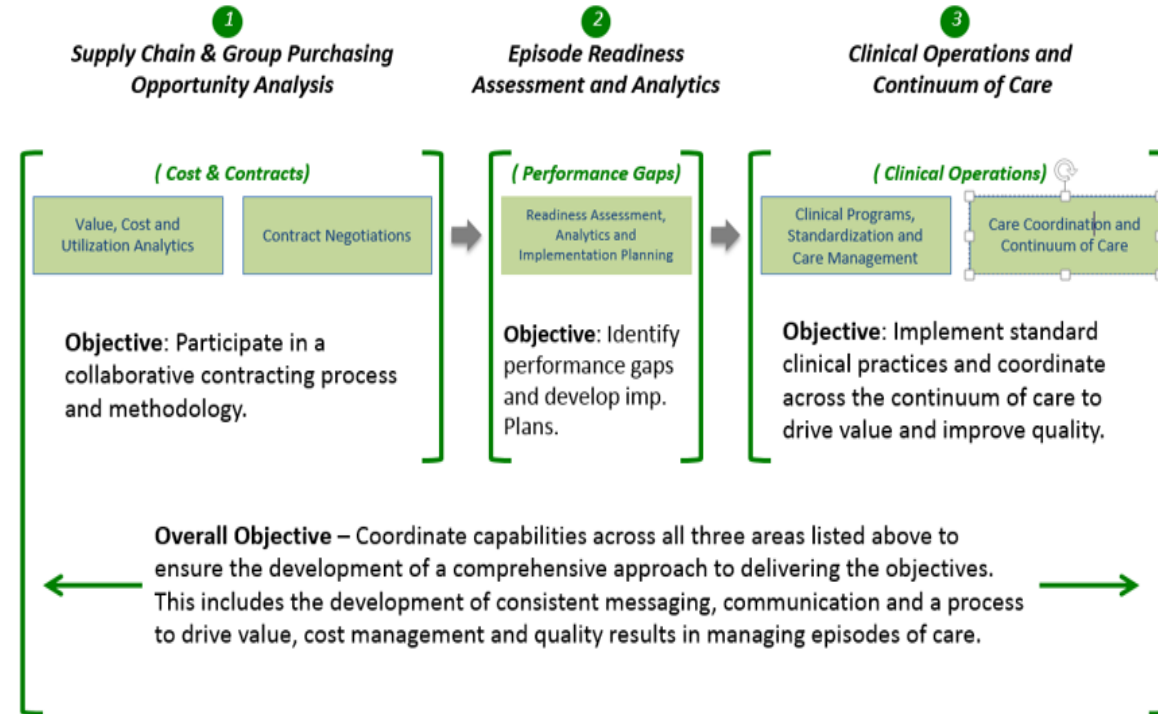 1
Supply Chain & Group Purchasing
Opportunity Analysis
2
Episode Readiness
Assessment and Analytics
3
Clinical Operations and
Continuum of Care
( Cost & Contracts)
Value, Cost and
Utilization Analytics
Contract Negotiations
Objective: Participate in a
collaborative contracting process
and methodology.
( Performance Gaps)
Readiness Assessment,
Analytics and
Implementation Planning
Objective: Identify
performance gaps
and develop imp.
Plans.
( Clinical Operations)
Clinical Programs,
Standardization and
Care Management
Care Coordination and
Continuum of Care
Objective: Implement standard
clinical practices and coordinate
across the continuum of care to
drive value and improve quality.
Overall Objective – Coordinate capabilities across all three areas listed above to
ensure the development of a comprehensive approach to delivering the objectives.
This includes the development of consistent messaging, communication and a process
to drive value, cost management and quality results in managing episodes of care.